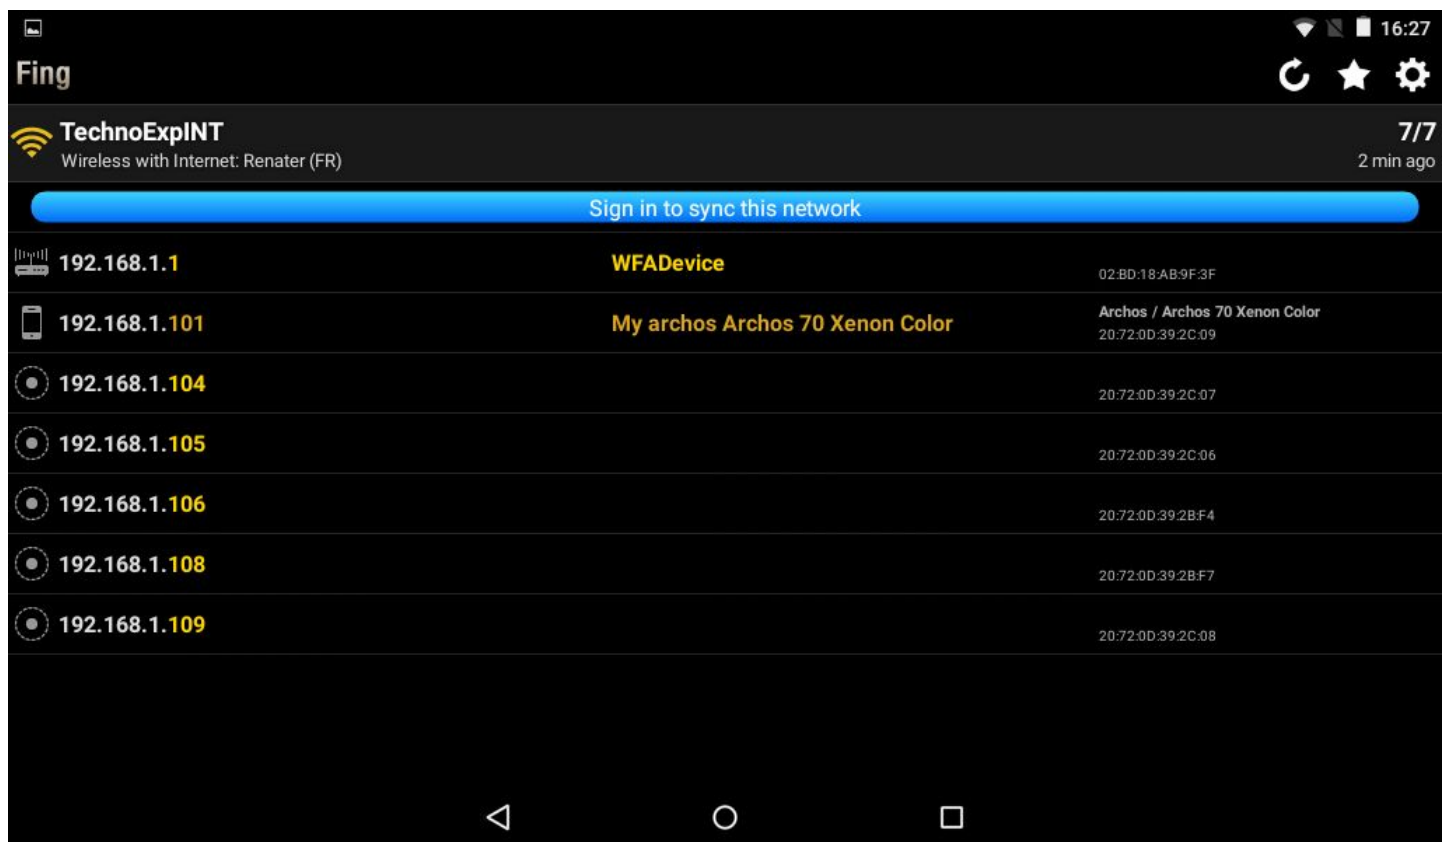 16:27
Fing
TechnoExpINT 7/7
Wireless with Internet: Renater (FR) 2 min ago
Sign in to sync this network
192.168.1.1 WFADevice 02:BD:18:AB:9F:3F
192.168.1.101 My archos Archos 70 Xenon Color Archos / Archos 70 Xenon Color
20:72:0D:39:2C:09
192.168.1.104 20:72:0D:39:2C:07
192.168.1.105 20:72:0D:39:2C:06
192.168.1.106 20:72:0D:39:2B:F4
192.168.1.108 20:72:0D:39:2B:F7
192.168.1.109 20:72:0D:39:2C:08